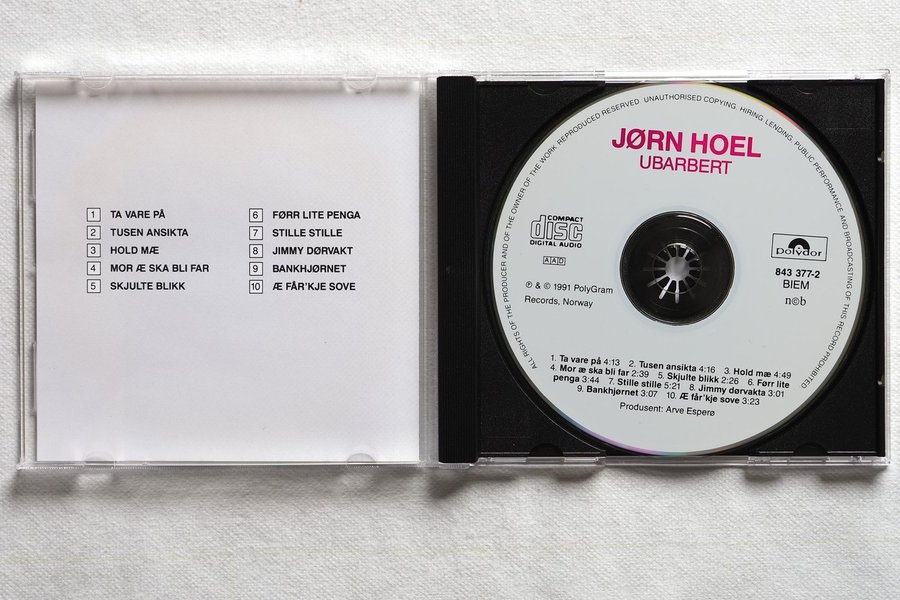 1 TA VARE PÅ
2 TUSEN ANSIKTA
3 HOLD MÆ
4 MOR Æ SKA BLI FAR
5 SKJULTE BLIKK
6 FØRR LITE PENGA
7 STILLE STILLE
8 JIMMY DØRVAKT
9 BANKHJØRNET
10 Æ FÅR'KJE SOVE
ALL RIGHTS OF THE PRODUCER AND OF THE OWNER OF THE WORK REPRODUCED RESERVED. UNAUTHORISED COPYING, HIRING, LENDING, PUBLIC PERFORMANCE AND BROADCASTING OF THIS RECORD PROHIBITED
JØRN HOEL
UBARBERT
COMPACT
disc
DIGITAL AUDIO
AAD
polydor
843 377-2
BIEM
n©b
℗ & © 1991 PolyGram
Records, Norway
1. Ta vare på 4:13 2. Tusen ansikta 4:16 3. Hold mæ 4:49
4. Mor æ ska bli far 2:39 5. Skjulte blikk 2:26 6. Førr lite
penga 3:44 7. Stille stille 5:21 8. Jimmy dørvakta 3:01
9. Bankhjørnet 3:07 10. Æ får'kje sove 3:23
Produsent: Arve Esperø